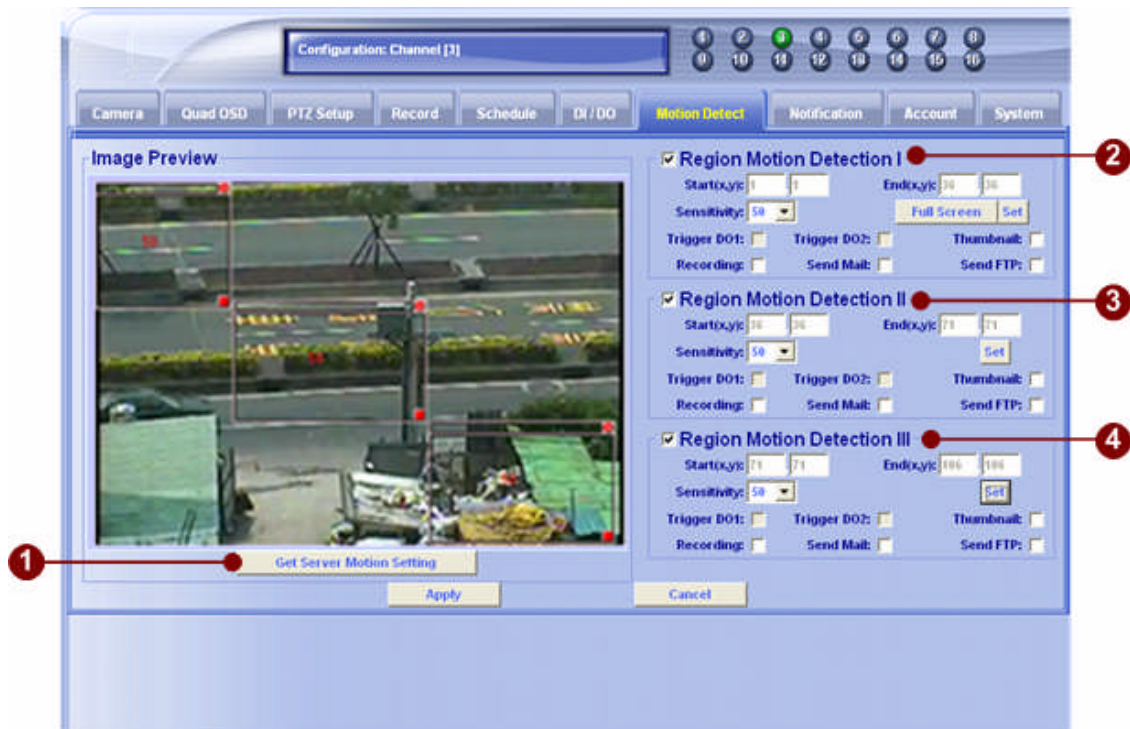 Configuration: Channel [3]
1 2 3 4 5 6 7 8
9 10 11 12 13 14 15 16
Camera Quad OSD PTZ Setup Record Schedule DI / DO Motion Detect Notification Account System
Image Preview
50
50
Get Server Motion Setting
1
Region Motion Detection I
2
Start(x,y): 1 1 End(x,y): 36 36
Sensitivity: 50 Full Screen Set
Trigger DO1: Trigger DO2: Thumbnail:
Recording: Send Mail: Send FTP:
Region Motion Detection II
3
Start(x,y): 36 36 End(x,y): 71 71
Sensitivity: 50 Set
Trigger DO1: Trigger DO2: Thumbnail:
Recording: Send Mail: Send FTP:
Region Motion Detection III
4
Start(x,y): 71 71 End(x,y): 106 106
Sensitivity: 50 Set
Trigger DO1: Trigger DO2: Thumbnail:
Recording: Send Mail: Send FTP:
Apply Cancel